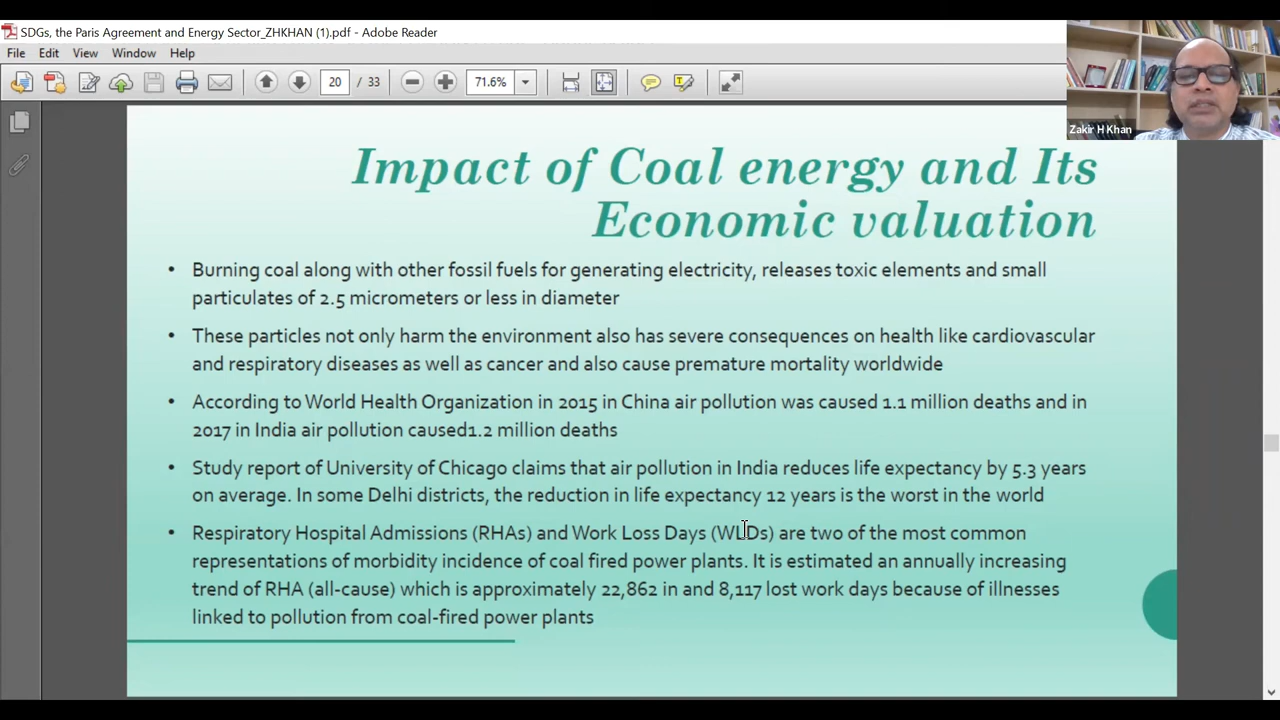 SDGs, the Paris Agreement and Energy Sector_ZHKHAN (1).pdf - Adobe Reader
File Edit View Window Help
20 / 33 71.6%
Zakir H Khan
Impact of Coal energy and Its
Economic valuation
• Burning coal along with other fossil fuels for generating electricity, releases toxic elements and small
particulates of 2.5 micrometers or less in diameter
• These particles not only harm the environment also has severe consequences on health like cardiovascular
and respiratory diseases as well as cancer and also cause premature mortality worldwide
• According to World Health Organization in 2015 in China air pollution was caused 1.1 million deaths and in
2017 in India air pollution caused1.2 million deaths
• Study report of University of Chicago claims that air pollution in India reduces life expectancy by 5.3 years
on average. In some Delhi districts, the reduction in life expectancy 12 years is the worst in the world
• Respiratory Hospital Admissions (RHAs) and Work Loss Days (WLDs) are two of the most common
representations of morbidity incidence of coal fired power plants. It is estimated an annually increasing
trend of RHA (all-cause) which is approximately 22,862 in and 8,117 lost work days because of illnesses
linked to pollution from coal-fired power plants